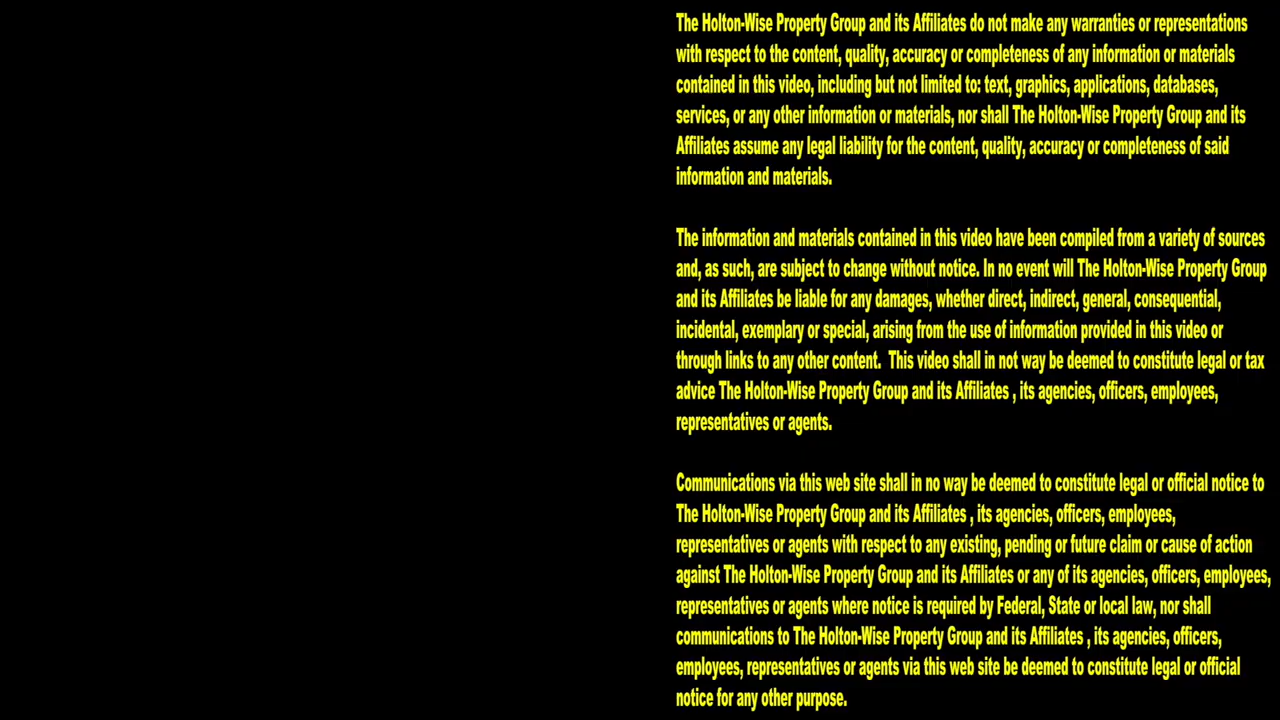 The Holton-Wise Property Group and its Affiliates do not make any warranties or representations
with respect to the content, quality, accuracy or completeness of any information or materials
contained in this video, including but not limited to: text, graphics, applications, databases,
services, or any other information or materials, nor shall The Holton-Wise Property Group and its
Affiliates assume any legal liability for the content, quality, accuracy or completeness of said
information and materials.
The information and materials contained in this video have been compiled from a variety of sources
and, as such, are subject to change without notice. In no event will The Holton-Wise Property Group
and its Affiliates be liable for any damages, whether direct, indirect, general, consequential,
incidental, exemplary or special, arising from the use of information provided in this video or
through links to any other content.  This video shall in not way be deemed to constitute legal or tax
advice The Holton-Wise Property Group and its Affiliates , its agencies, officers, employees,
representatives or agents.
Communications via this web site shall in no way be deemed to constitute legal or official notice to
The Holton-Wise Property Group and its Affiliates , its agencies, officers, employees,
representatives or agents with respect to any existing, pending or future claim or cause of action
against The Holton-Wise Property Group and its Affiliates or any of its agencies, officers, employees,
representatives or agents where notice is required by Federal, State or local law, nor shall
communications to The Holton-Wise Property Group and its Affiliates , its agencies, officers,
employees, representatives or agents via this web site be deemed to constitute legal or official
notice for any other purpose.